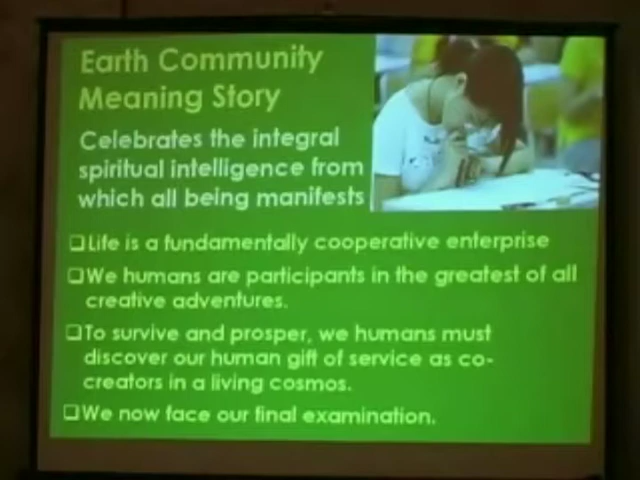 Earth Community
Meaning Story
Celebrates the integral
spiritual intelligence from
which all being manifests
❑Life is a fundamentally cooperative enterprise
❑We humans are participants in the greatest of all
creative adventures.
❑To survive and prosper, we humans must
discover our human gift of service as co-
creators in a living cosmos.
❑We now face our final examination.